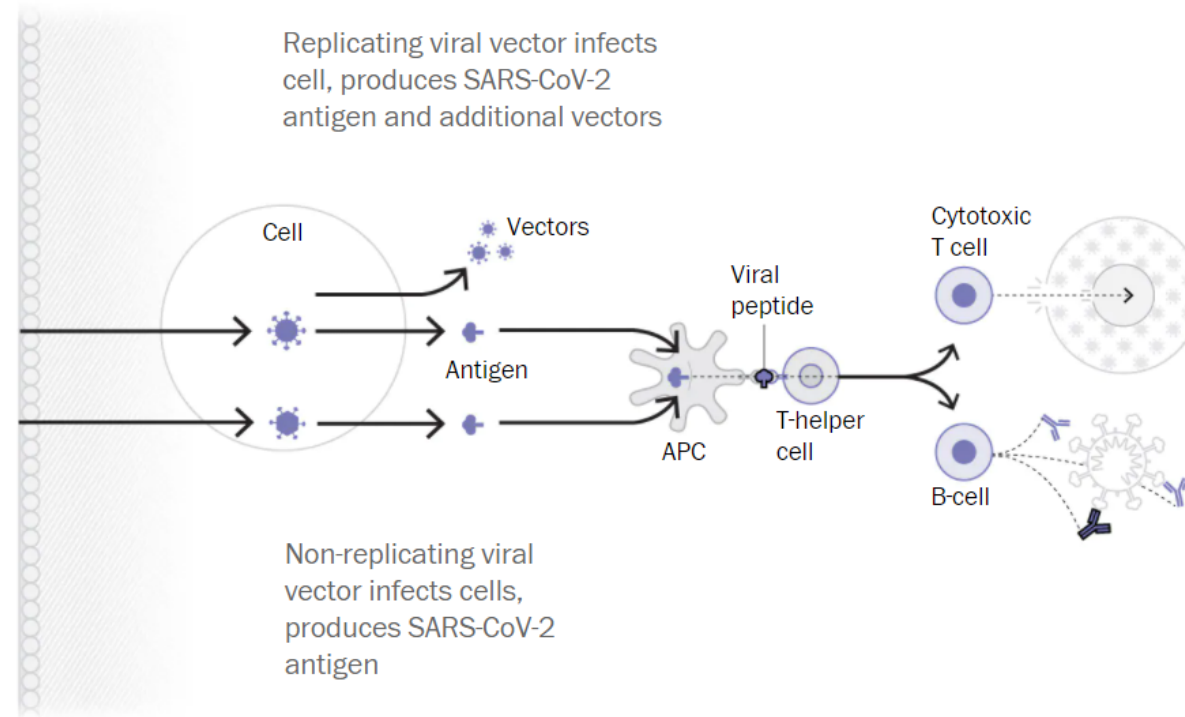 Replicating viral vector infects
cell, produces SARS-CoV-2
antigen and additional vectors
Cell
Vectors
Antigen
Viral
peptide
APC
T-helper
cell
Cytotoxic
T cell
B-cell
Non-replicating viral
vector infects cells,
produces SARS-CoV-2
antigen